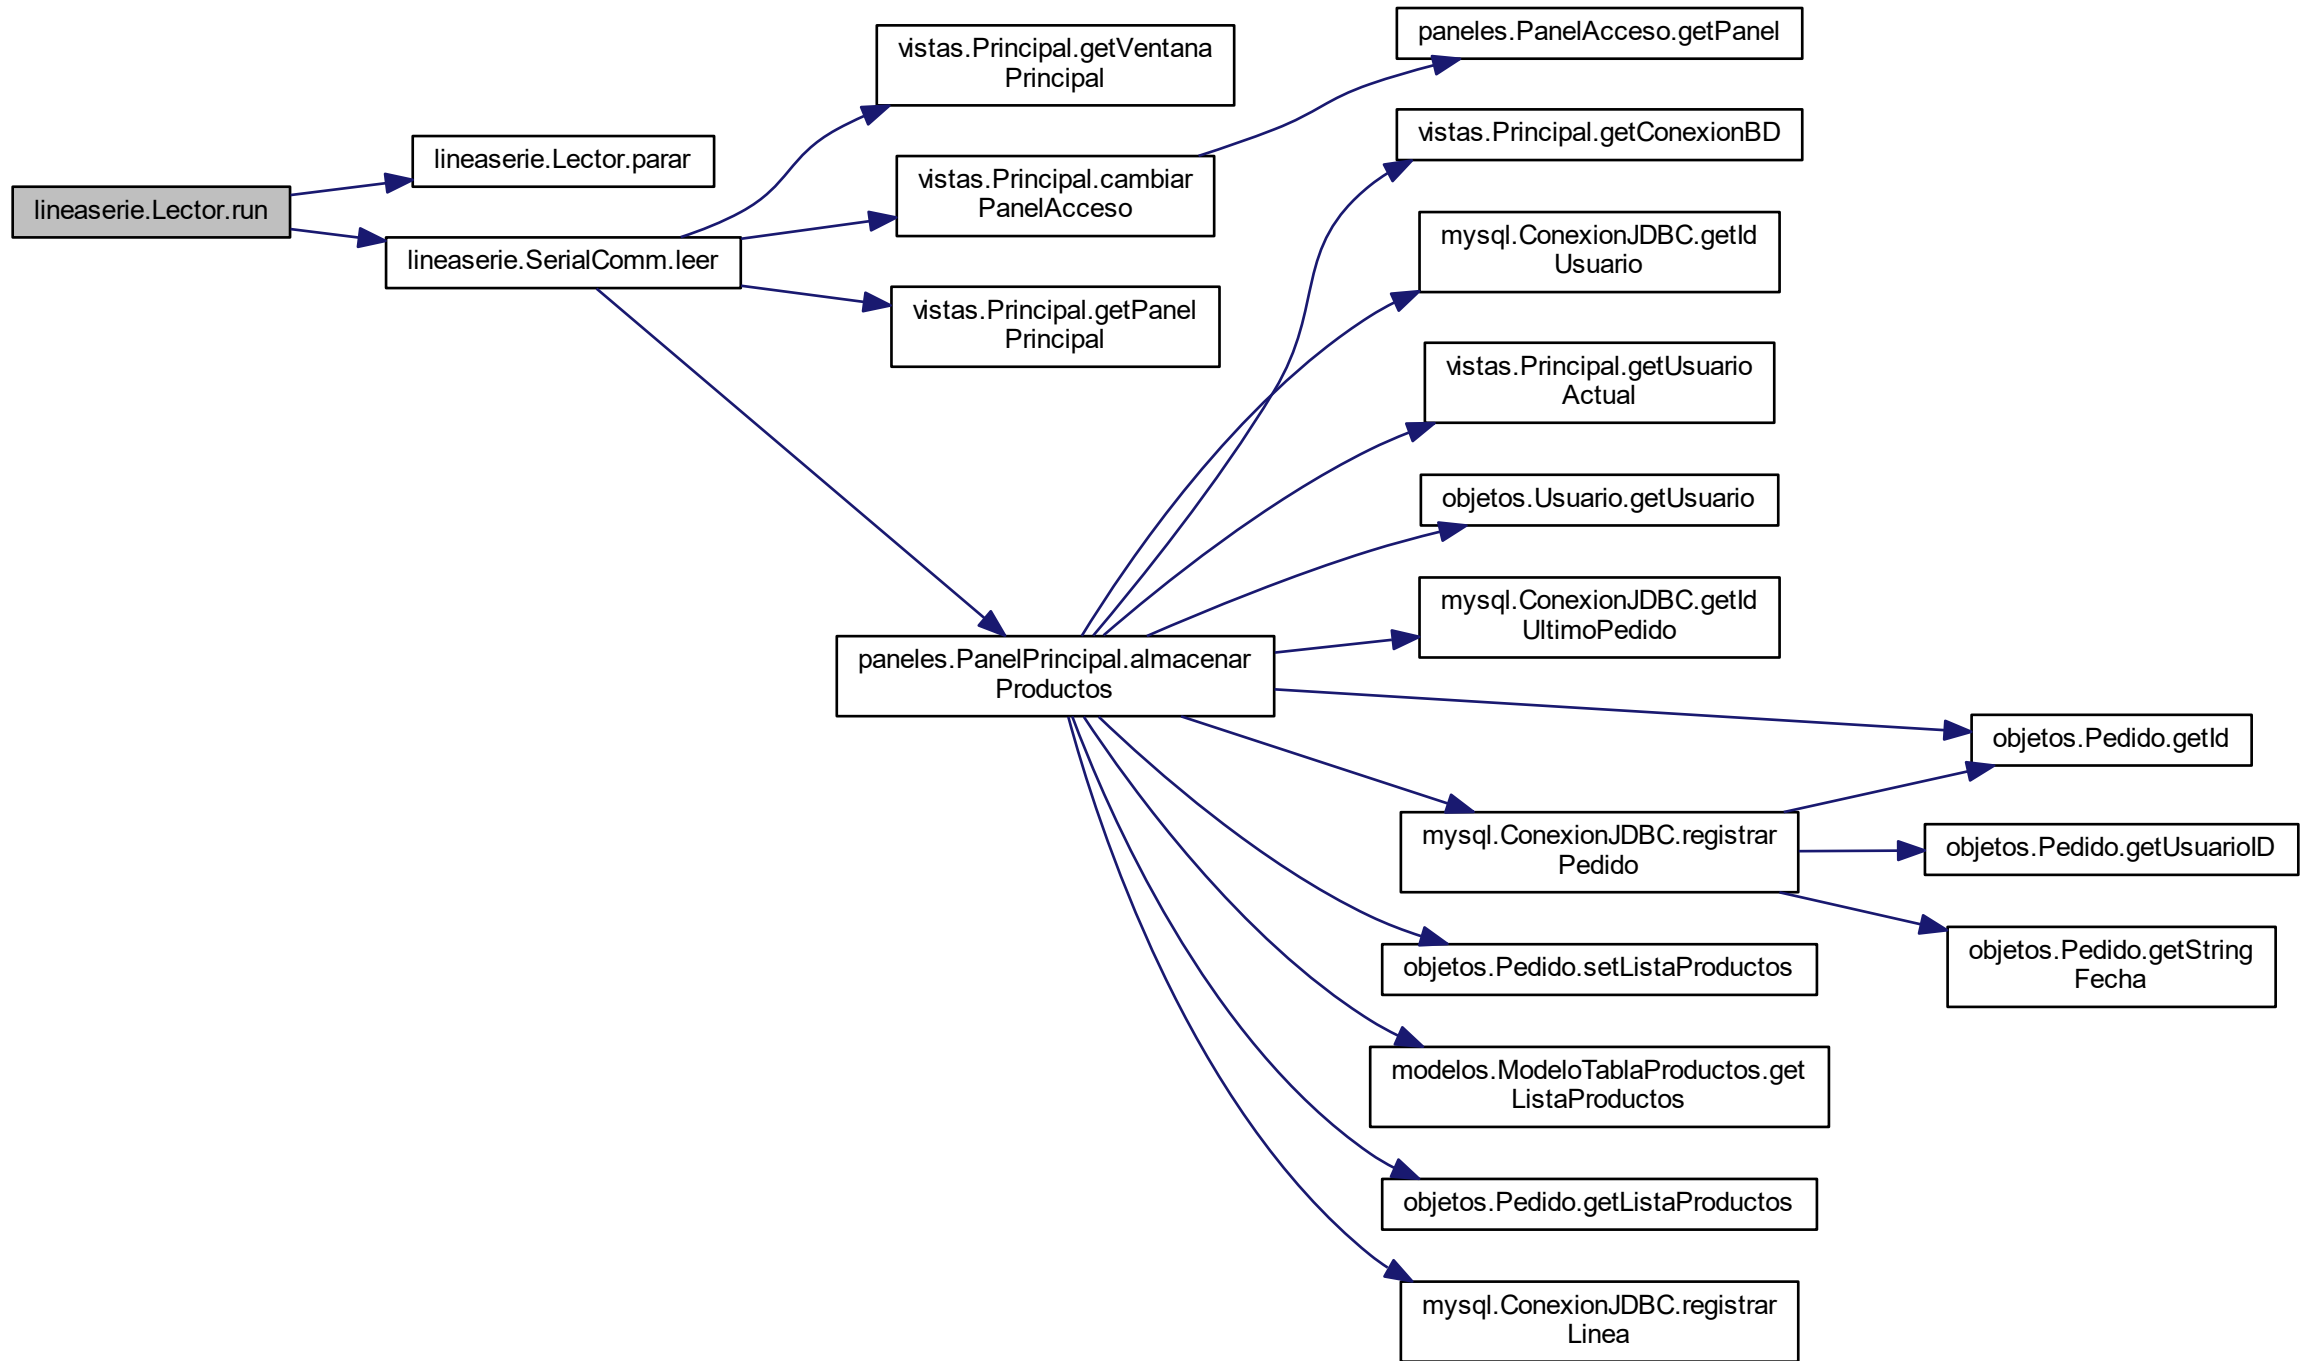 lineaserie.Lector.run
lineaserie.Lector.parar
lineaserie.SerialComm.leer
vistas.Principal.getVentana
Principal
vistas.Principal.cambiar
PanelAcceso
vistas.Principal.getPanel
Principal
paneles.PanelPrincipal.almacenar
Productos
paneles.PanelAcceso.getPanel
vistas.Principal.getConexionBD
mysql.ConexionJDBC.getId
Usuario
vistas.Principal.getUsuario
Actual
objetos.Usuario.getUsuario
mysql.ConexionJDBC.getId
UltimoPedido
mysql.ConexionJDBC.registrar
Pedido
objetos.Pedido.setListaProductos
modelos.ModeloTablaProductos.get
ListaProductos
objetos.Pedido.getListaProductos
mysql.ConexionJDBC.registrar
Linea
objetos.Pedido.getId
objetos.Pedido.getUsuarioID
objetos.Pedido.getString
Fecha